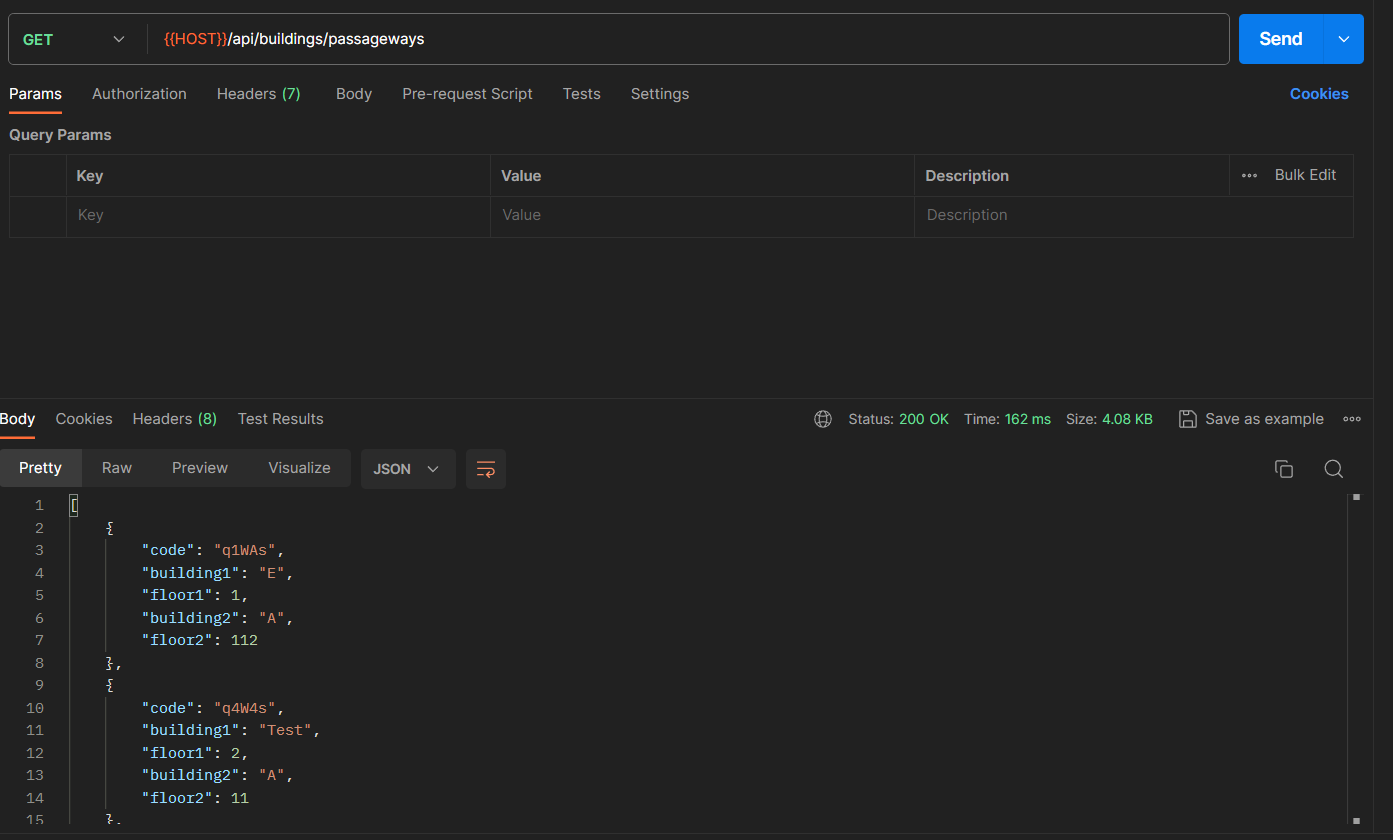 GET {{HOST}}/api/buildings/passageways Send
Params Authorization Headers (7) Body Pre-request Script Tests Settings Cookies
Query Params
Key Value Description Bulk Edit
Key Value Description
Body Cookies Headers (8) Test Results Status: 200 OK Time: 162 ms Size: 4.08 KB Save as example
Pretty Raw Preview Visualize JSON
1 [
2 {
3 "code": "q1WAs",
4 "building1": "E",
5 "floor1": 1,
6 "building2": "A",
7 "floor2": 112
8 },
9 {
10 "code": "q4W4s",
11 "building1": "Test",
12 "floor1": 2,
13 "building2": "A",
14 "floor2": 11
15 },